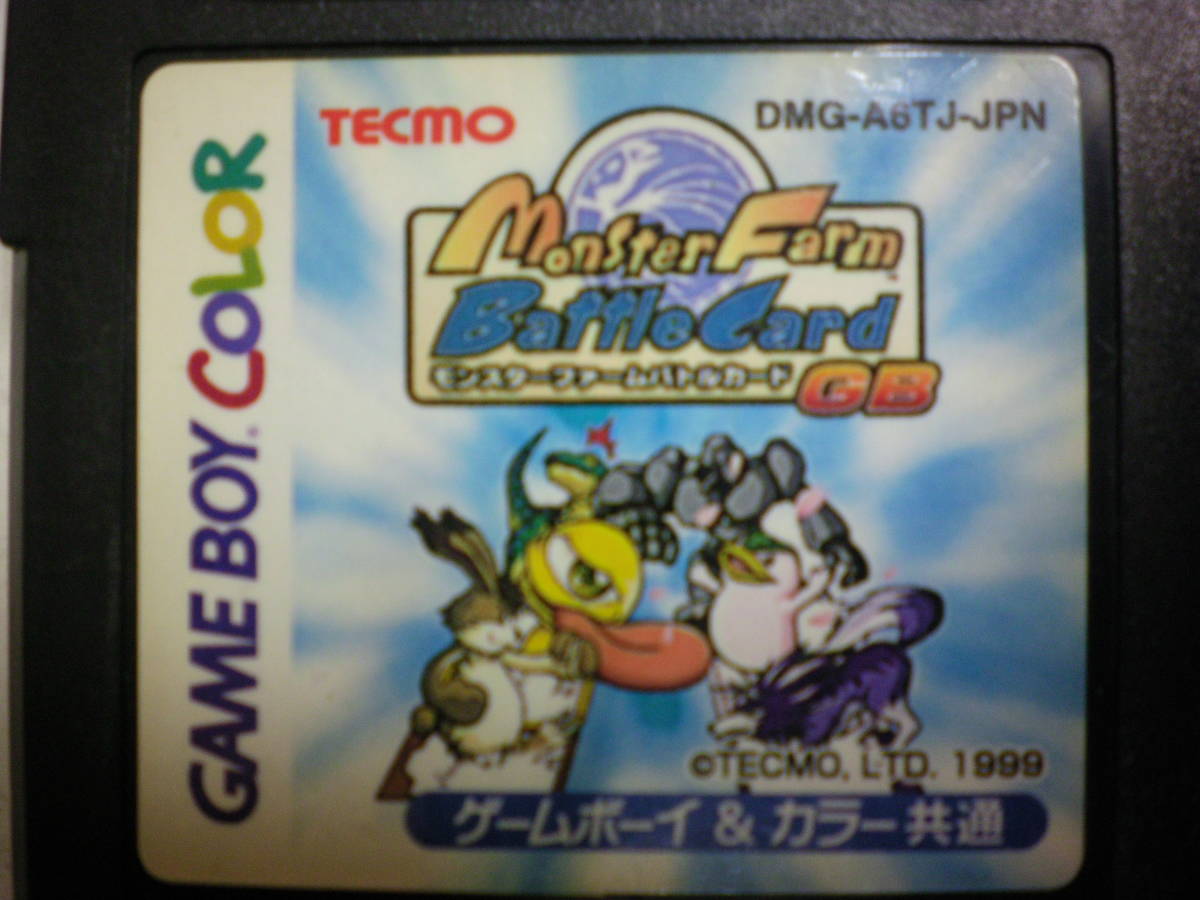 GAME BOY COLOR
TECMO
DMG-A6TJ-JPN
Monster Farm
Battle Card
モンスターファームバトルカード GB
©TECMO, LTD. 1999
ゲームボーイ & カラー共通